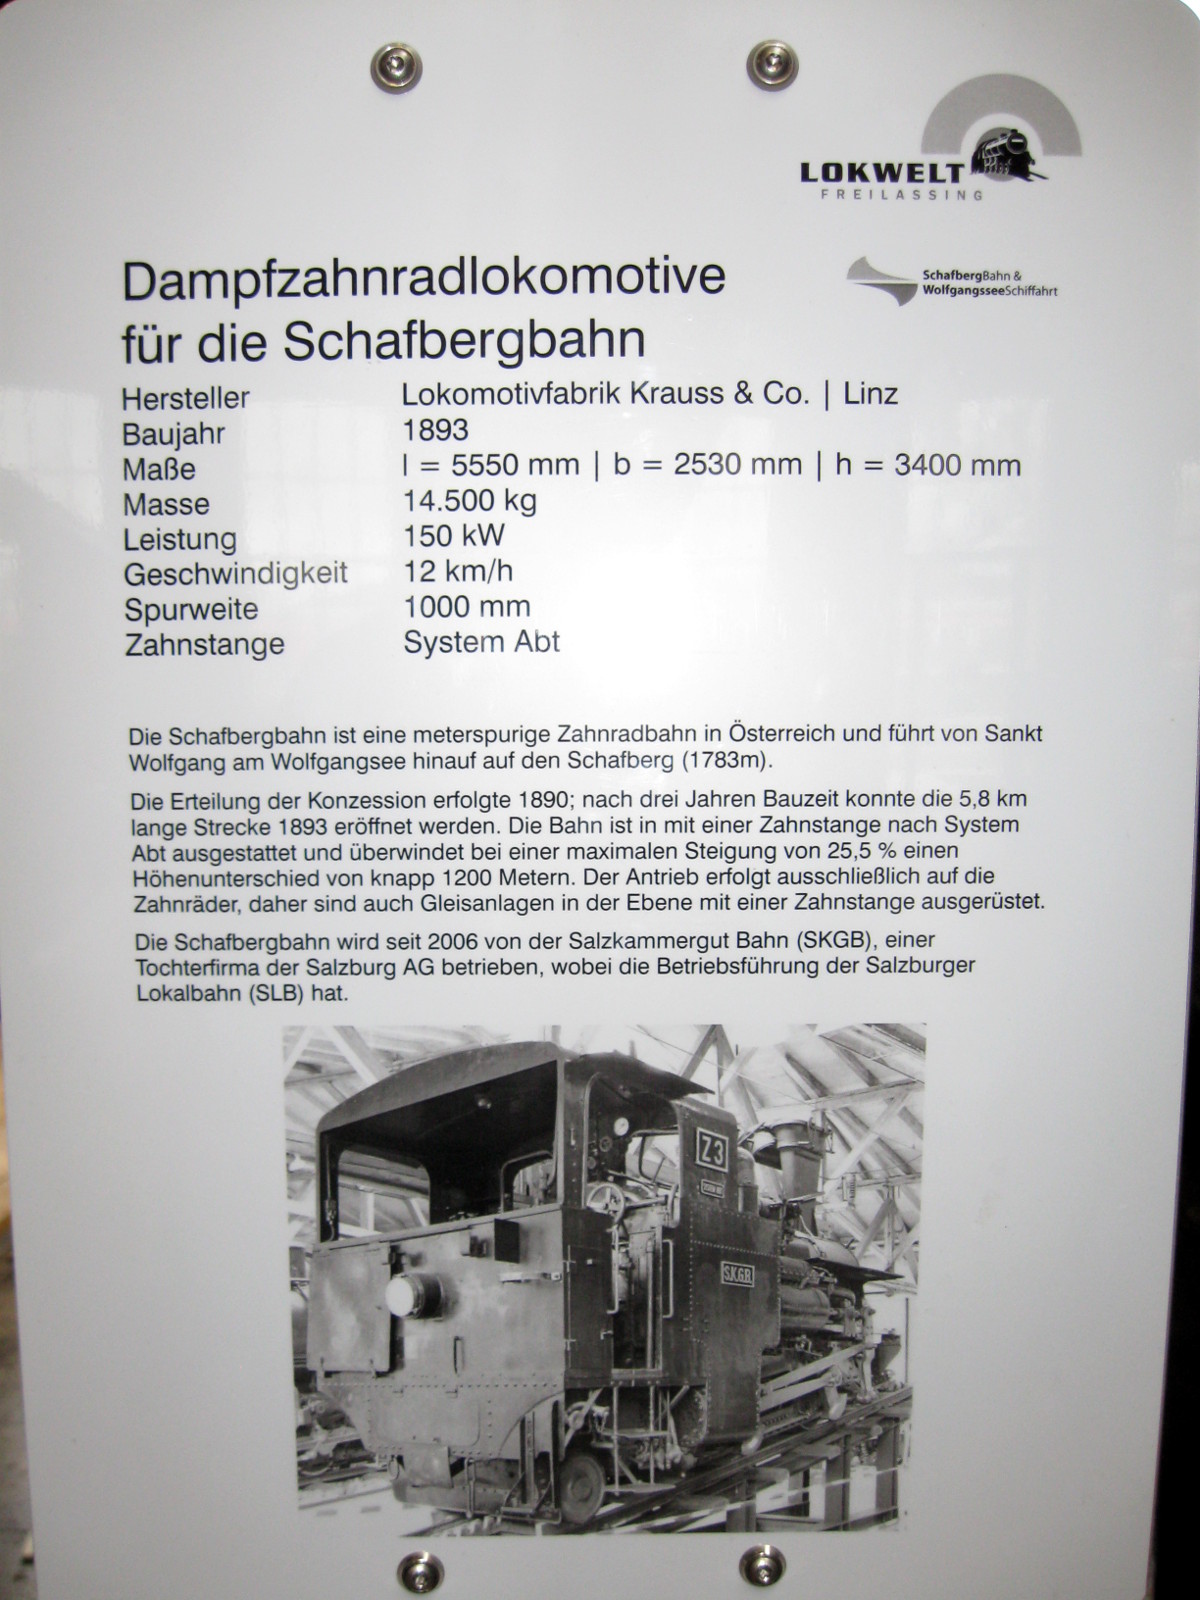 LOKWELT
FREILASSING
Dampfzahnradlokomotive
für die Schafbergbahn
SchafbergBahn &
WolfgangseeSchiffahrt
Hersteller Lokomotivfabrik Krauss & Co. | Linz
Baujahr 1893
Maße l = 5550 mm | b = 2530 mm | h = 3400 mm
Masse 14.500 kg
Leistung 150 kW
Geschwindigkeit 12 km/h
Spurweite 1000 mm
Zahnstange System Abt
Die Schafbergbahn ist eine meterspurige Zahnradbahn in Österreich und führt von Sankt
Wolfgang am Wolfgangsee hinauf auf den Schafberg (1783m).
Die Erteilung der Konzession erfolgte 1890; nach drei Jahren Bauzeit konnte die 5,8 km
lange Strecke 1893 eröffnet werden. Die Bahn ist in mit einer Zahnstange nach System
Abt ausgestattet und überwindet bei einer maximalen Steigung von 25,5 % einen
Höhenunterschied von knapp 1200 Metern. Der Antrieb erfolgt ausschließlich auf die
Zahnräder, daher sind auch Gleisanlagen in der Ebene mit einer Zahnstange ausgerüstet.
Die Schafbergbahn wird seit 2006 von der Salzkammergut Bahn (SKGB), einer
Tochterfirma der Salzburg AG betrieben, wobei die Betriebsführung der Salzburger
Lokalbahn (SLB) hat.
Z3
S.K.G.B.